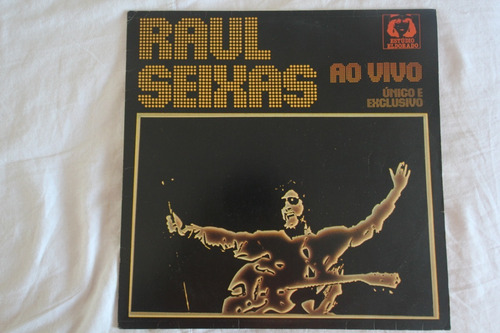 RAUL
SEIXAS
AO VIVO
ÚNICO E
EXCLUSIVO
ESTÚDIO
ELDORADO